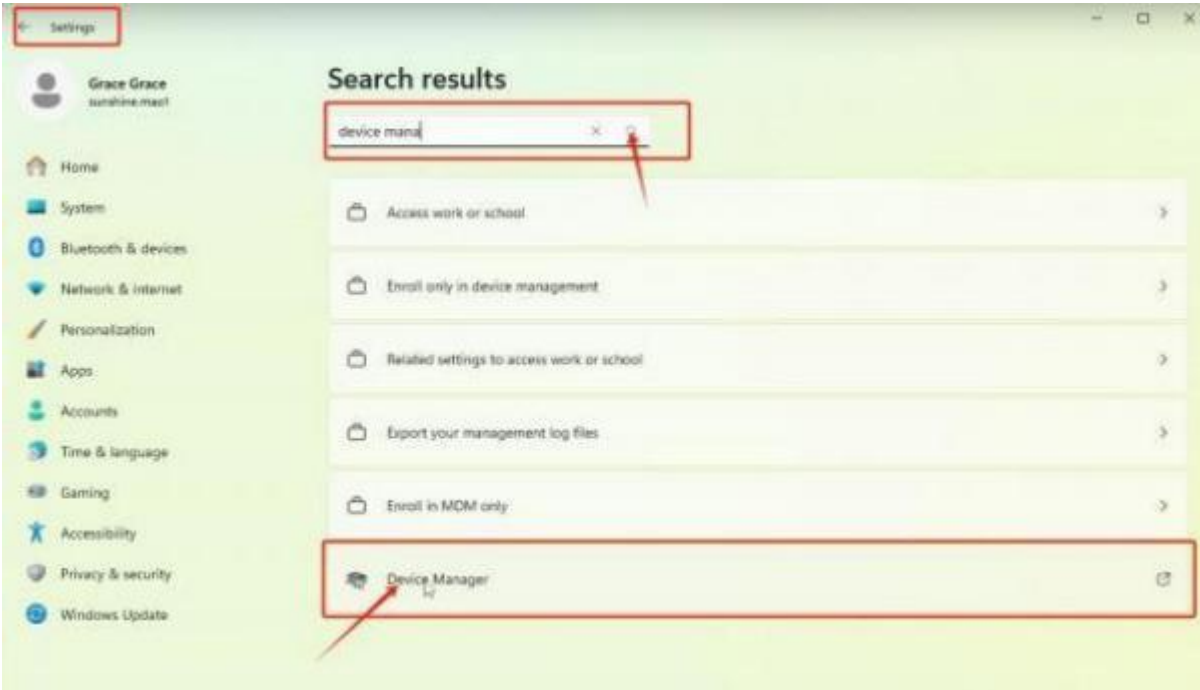 Settings
Grace Grace
Search results
device mana
Home
System
Bluetooth & devices
Network & internet
Personalization
Apps
Accounts
Time & language
Gaming
Accessibility
Privacy & security
Windows Update
Access work or school
Enroll only in device management
Related settings to access work or school
Export your management log files
Enroll in MDM only
Device Manager